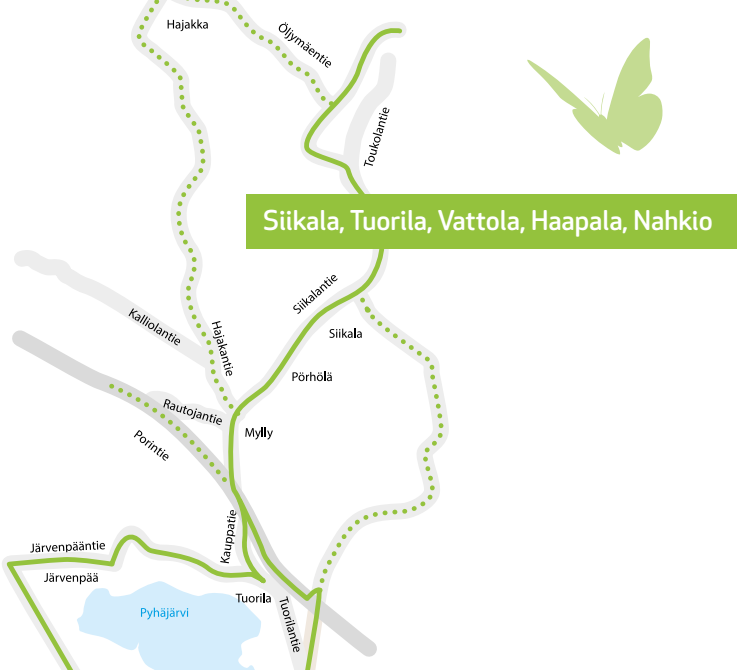 Hajakka
Öljymäentie
Toukolantie
Siikala, Tuorila, Vattola, Haapala, Nahkio
Siikalantie
Kalliolantie
Hajakantie
Siikala
Pörhölä
Rautojantie
Mylly
Porintie
Kauppatie
Järvenpääntie
Järvenpää
Tuorila
Tuorilantie
Pyhäjärvi